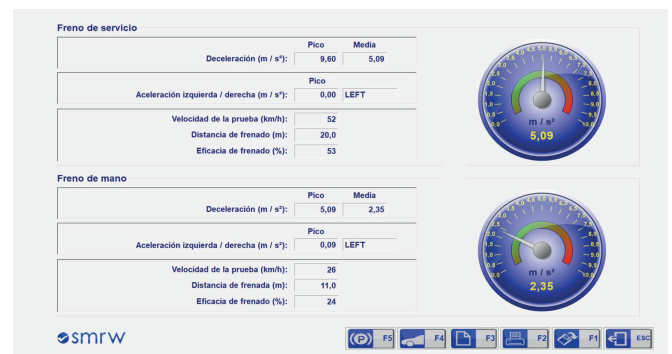 Freno de servicio
Pico Media
Deceleración (m / s²): 9,60 5,09
Pico
Aceleración izquierda / derecha (m / s²): 0,00 LEFT
Velocidad de la prueba (km/h): 52
Distancia de frenado (m): 20,0
Eficacia de frenado (%): 53
m / s²
5,09
Freno de mano
Pico Media
Deceleración (m / s²): 5,09 2,35
Pico
Aceleración izquierda / derecha (m / s²): 0,09 LEFT
Velocidad de la prueba (km/h): 26
Distancia de frenada (m): 11,0
Eficacia de frenado (%): 24
m / s²
2,35
smrw
(P) F5 F4 F3 F2 F1 ESC